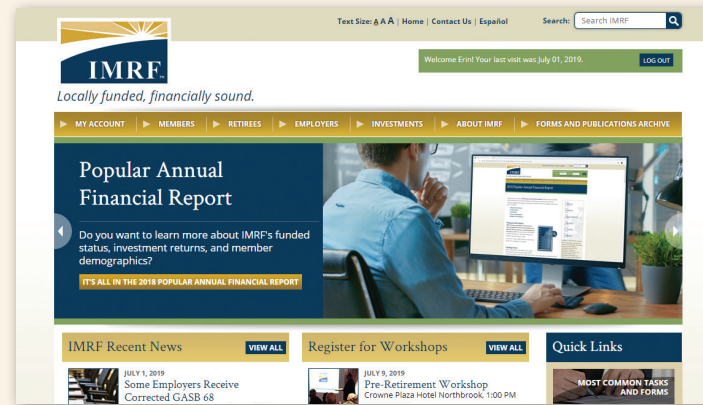 Text Size: A A A | Home | Contact Us | Español
Search: Search IMRF
IMRF
Welcome Erin! Your last visit was July 01, 2019.
LOG OUT
Locally funded, financially sound.
MY ACCOUNT
MEMBERS
RETIREES
EMPLOYERS
INVESTMENTS
ABOUT IMRF
FORMS AND PUBLICATIONS ARCHIVE
Popular Annual
Financial Report
Do you want to learn more about IMRF's funded
status, investment returns, and member
demographics?
IT'S ALL IN THE 2018 POPULAR ANNUAL FINANCIAL REPORT
IMRF Recent News
VIEW ALL
JULY 1, 2019
Some Employers Receive
Corrected GASB 68
Register for Workshops
VIEW ALL
JULY 9, 2019
Pre-Retirement Workshop
Crowne Plaza Hotel Northbrook, 1:00 PM
Quick Links
MOST COMMON TASKS
AND FORMS